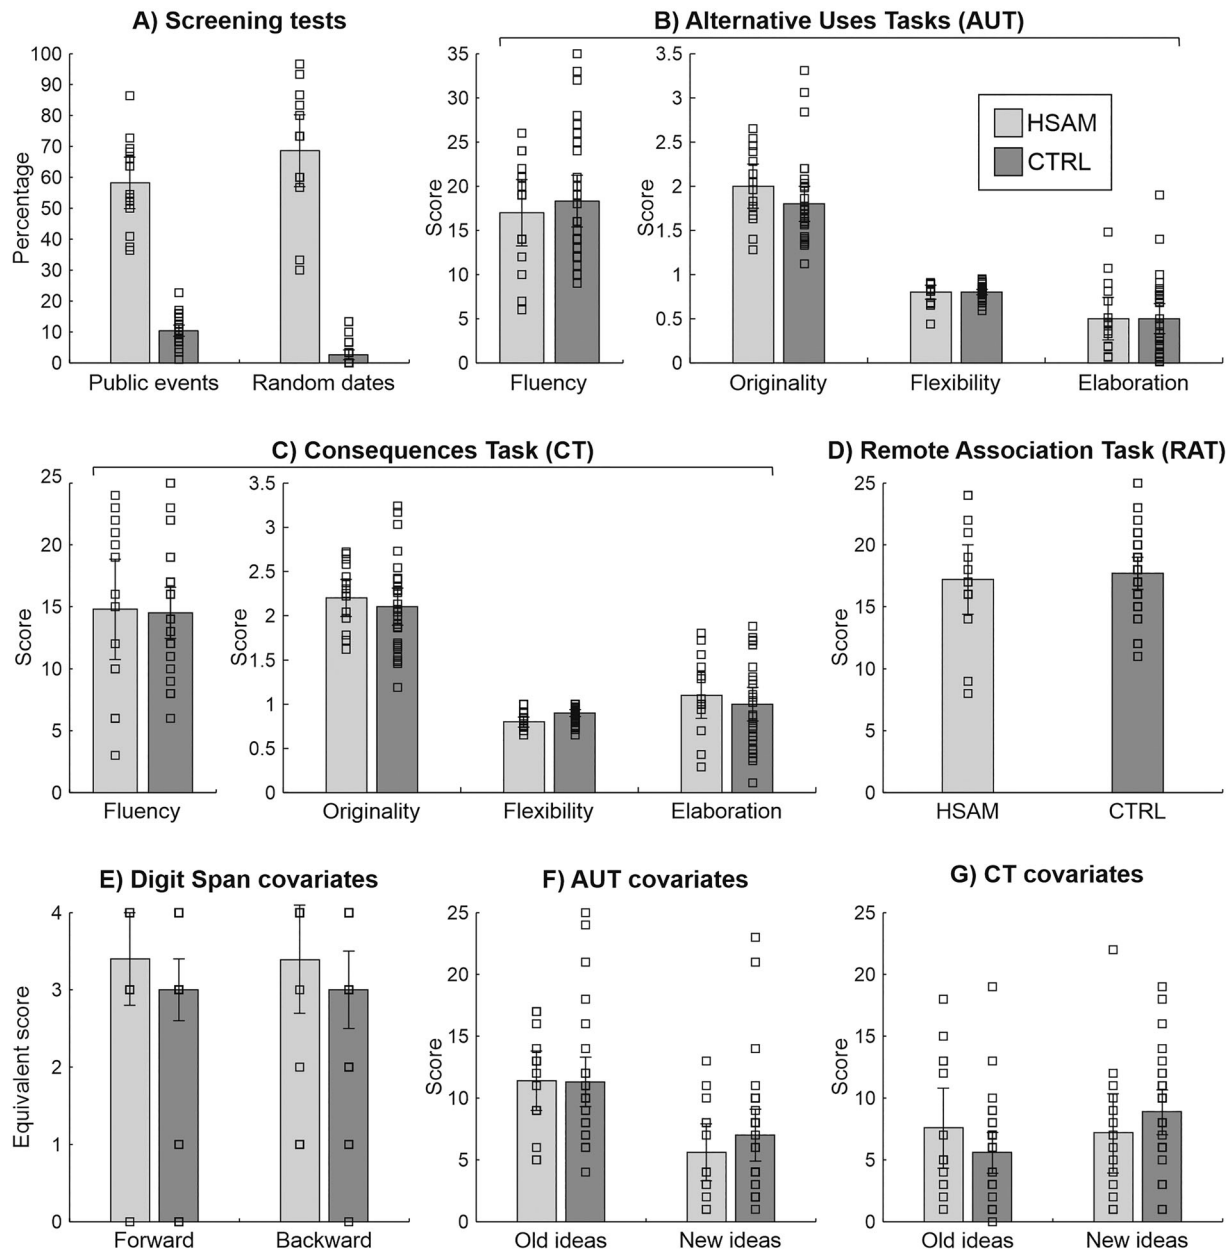 A) Screening tests
B) Alternative Uses Tasks (AUT)
100
90
80
70
60
50
40
30
20
10
0
Percentage
Public events
Random dates
35
30
25
20
15
10
5
0
Score
Fluency
3.5
3
2.5
2
1.5
1
0.5
0
Score
Originality
Flexibility
Elaboration
HSAM
CTRL
C) Consequences Task (CT)
D) Remote Association Task (RAT)
25
20
15
10
5
0
Score
Fluency
3.5
3
2.5
2
1.5
1
0.5
0
Score
Originality
Flexibility
Elaboration
25
20
15
10
5
0
Score
HSAM
CTRL
E) Digit Span covariates
F) AUT covariates
G) CT covariates
4
3
2
1
0
Equivalent score
Forward
Backward
25
20
15
10
5
0
Score
Old ideas
New ideas
25
20
15
10
5
0
Score
Old ideas
New ideas